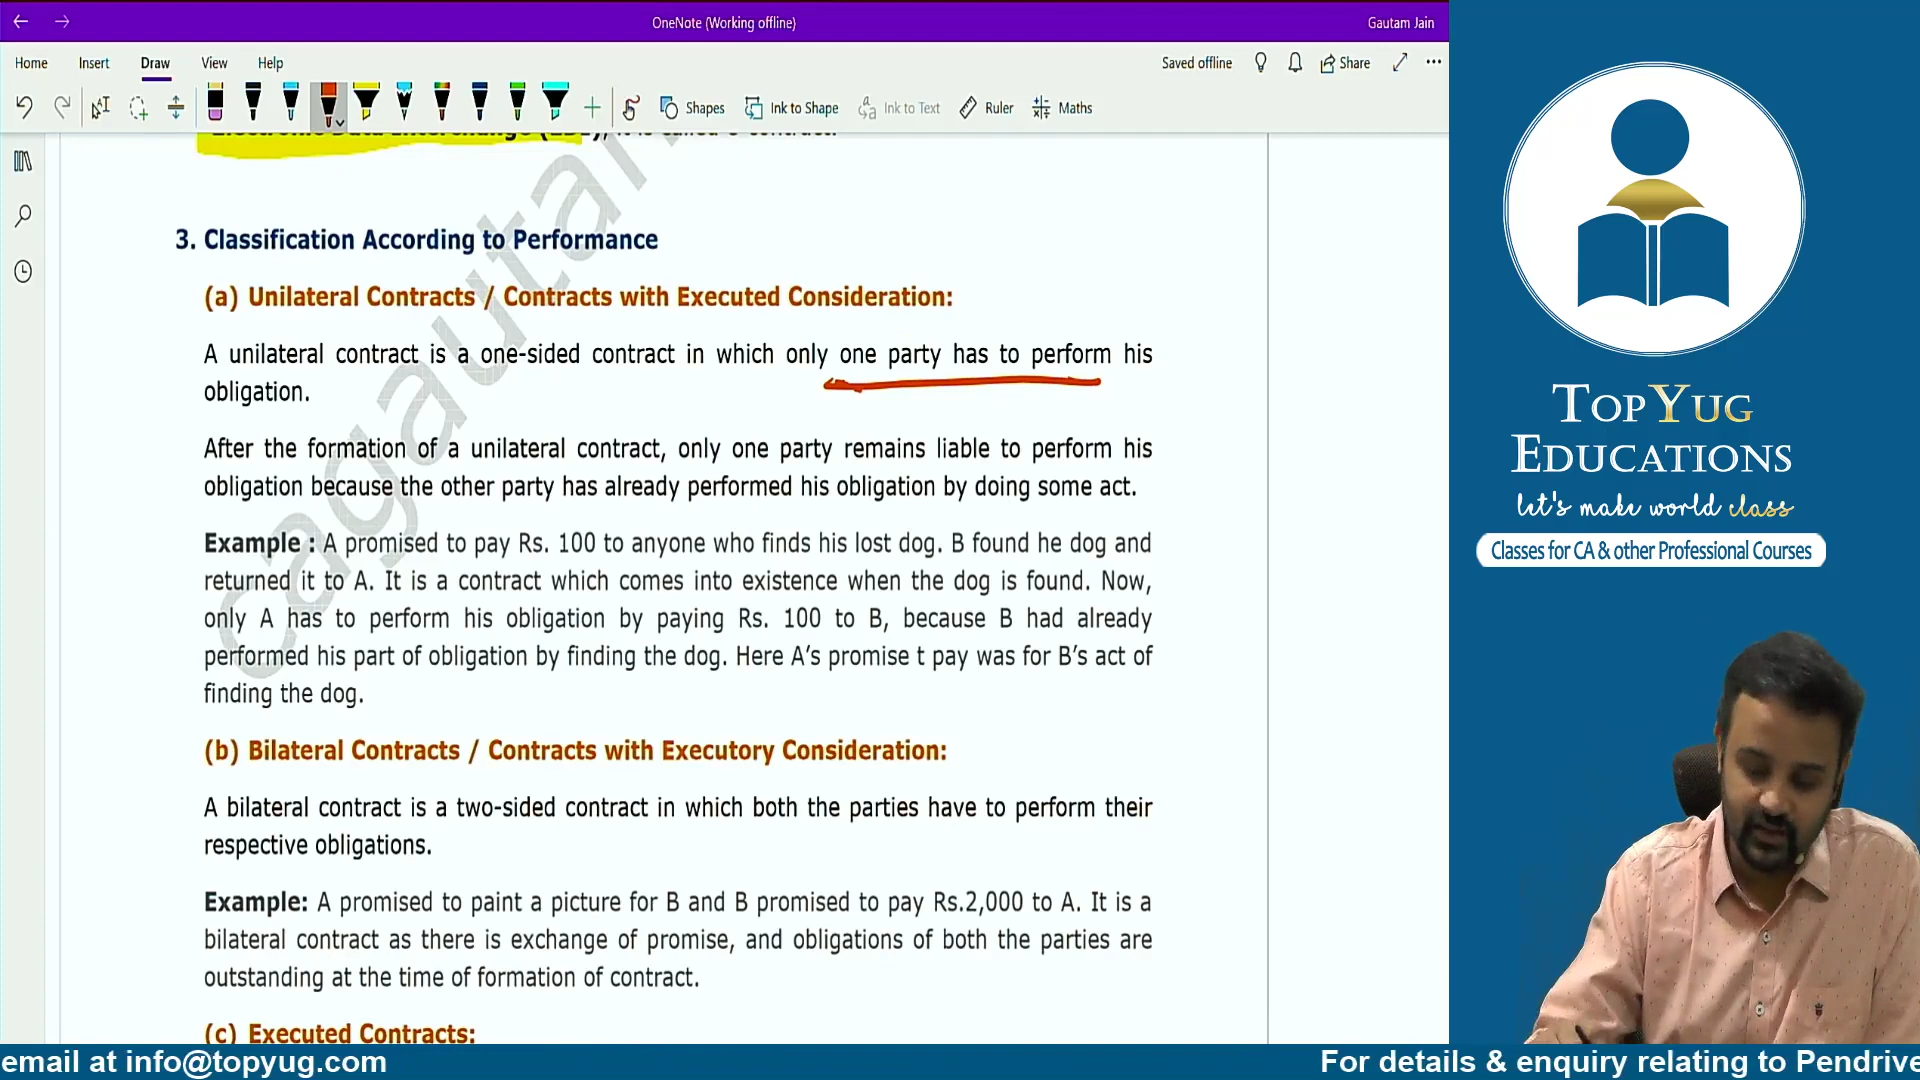 OneNote (Working offline)
Gautam Jain
Home Insert Draw View Help
Saved offline Share
Shapes Ink to Shape Ink to Text Ruler Maths
it is called e-contract.
3. Classification According to Performance
(a) Unilateral Contracts / Contracts with Executed Consideration:
A unilateral contract is a one-sided contract in which only one party has to perform his
obligation.
After the formation of a unilateral contract, only one party remains liable to perform his
obligation because the other party has already performed his obligation by doing some act.
Example : A promised to pay Rs. 100 to anyone who finds his lost dog. B found he dog and
returned it to A. It is a contract which comes into existence when the dog is found. Now,
only A has to perform his obligation by paying Rs. 100 to B, because B had already
performed his part of obligation by finding the dog. Here A’s promise t pay was for B’s act of
finding the dog.
(b) Bilateral Contracts / Contracts with Executory Consideration:
A bilateral contract is a two-sided contract in which both the parties have to perform their
respective obligations.
Example: A promised to paint a picture for B and B promised to pay Rs.2,000 to A. It is a
bilateral contract as there is exchange of promise, and obligations of both the parties are
outstanding at the time of formation of contract.
(c) Executed Contracts:
cagautam
TOPYUG
EDUCATIONS
let's make world class
Classes for CA & other Professional Courses
email at info@topyug.com
For details & enquiry relating to Pendrive